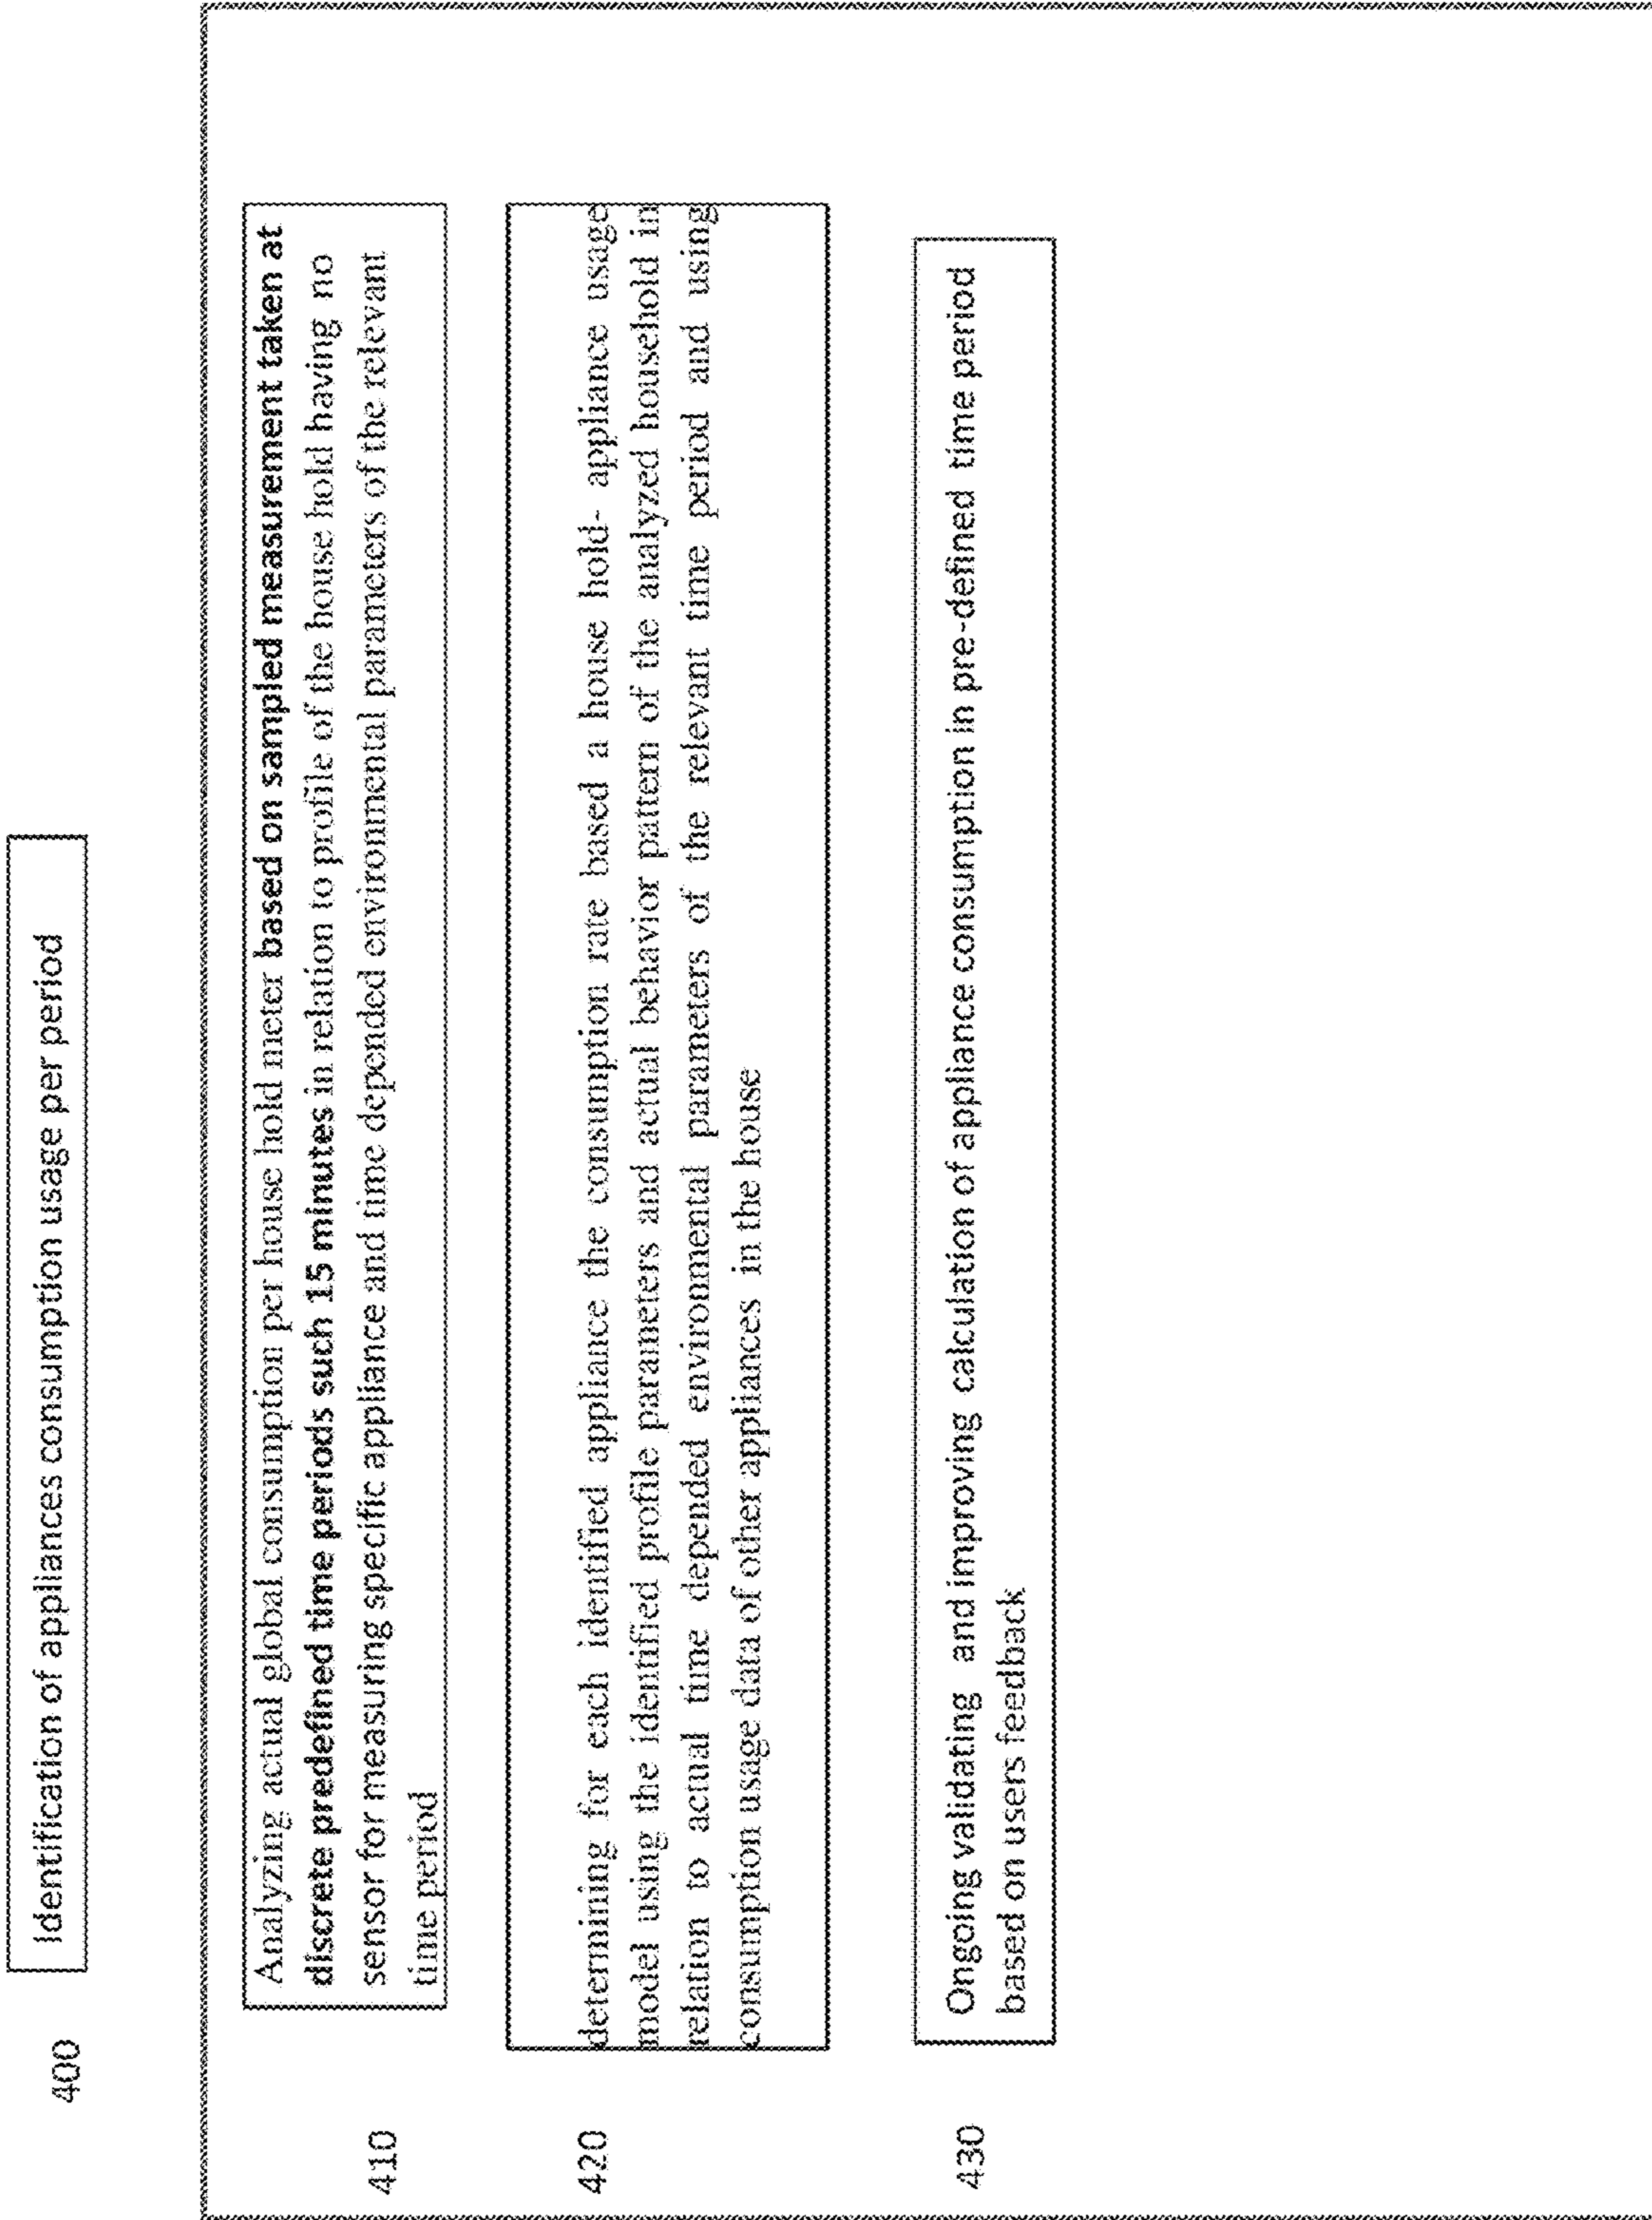 400
Identification of appliances consumption usage per period
410
Analyzing actual global consumption per house hold meter based on sampled measurement taken at
discrete predefined time periods such 15 minutes in relation to profile of the house hold having no
sensor for measuring specific appliance and time depended environmental parameters of the relevant
time period
420
determining for each identified appliance the consumption rate based a house hold- appliance usage
model using the identified profile parameters and actual behavior pattern of the analyzed household in
relation to actual time depended environmental parameters of the relevant time period and using
consumption usage data of other appliances in the house
430
Ongoing validating and improving calculation of appliance consumption in pre-defined time period
based on users feedback